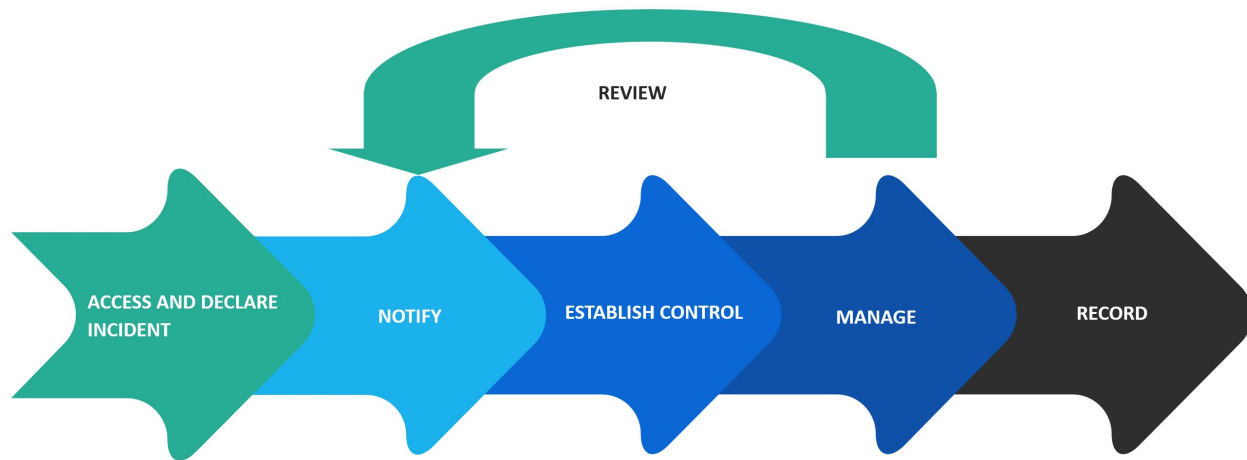 REVIEW
ACCESS AND DECLARE
INCIDENT
NOTIFY
ESTABLISH CONTROL
MANAGE
RECORD